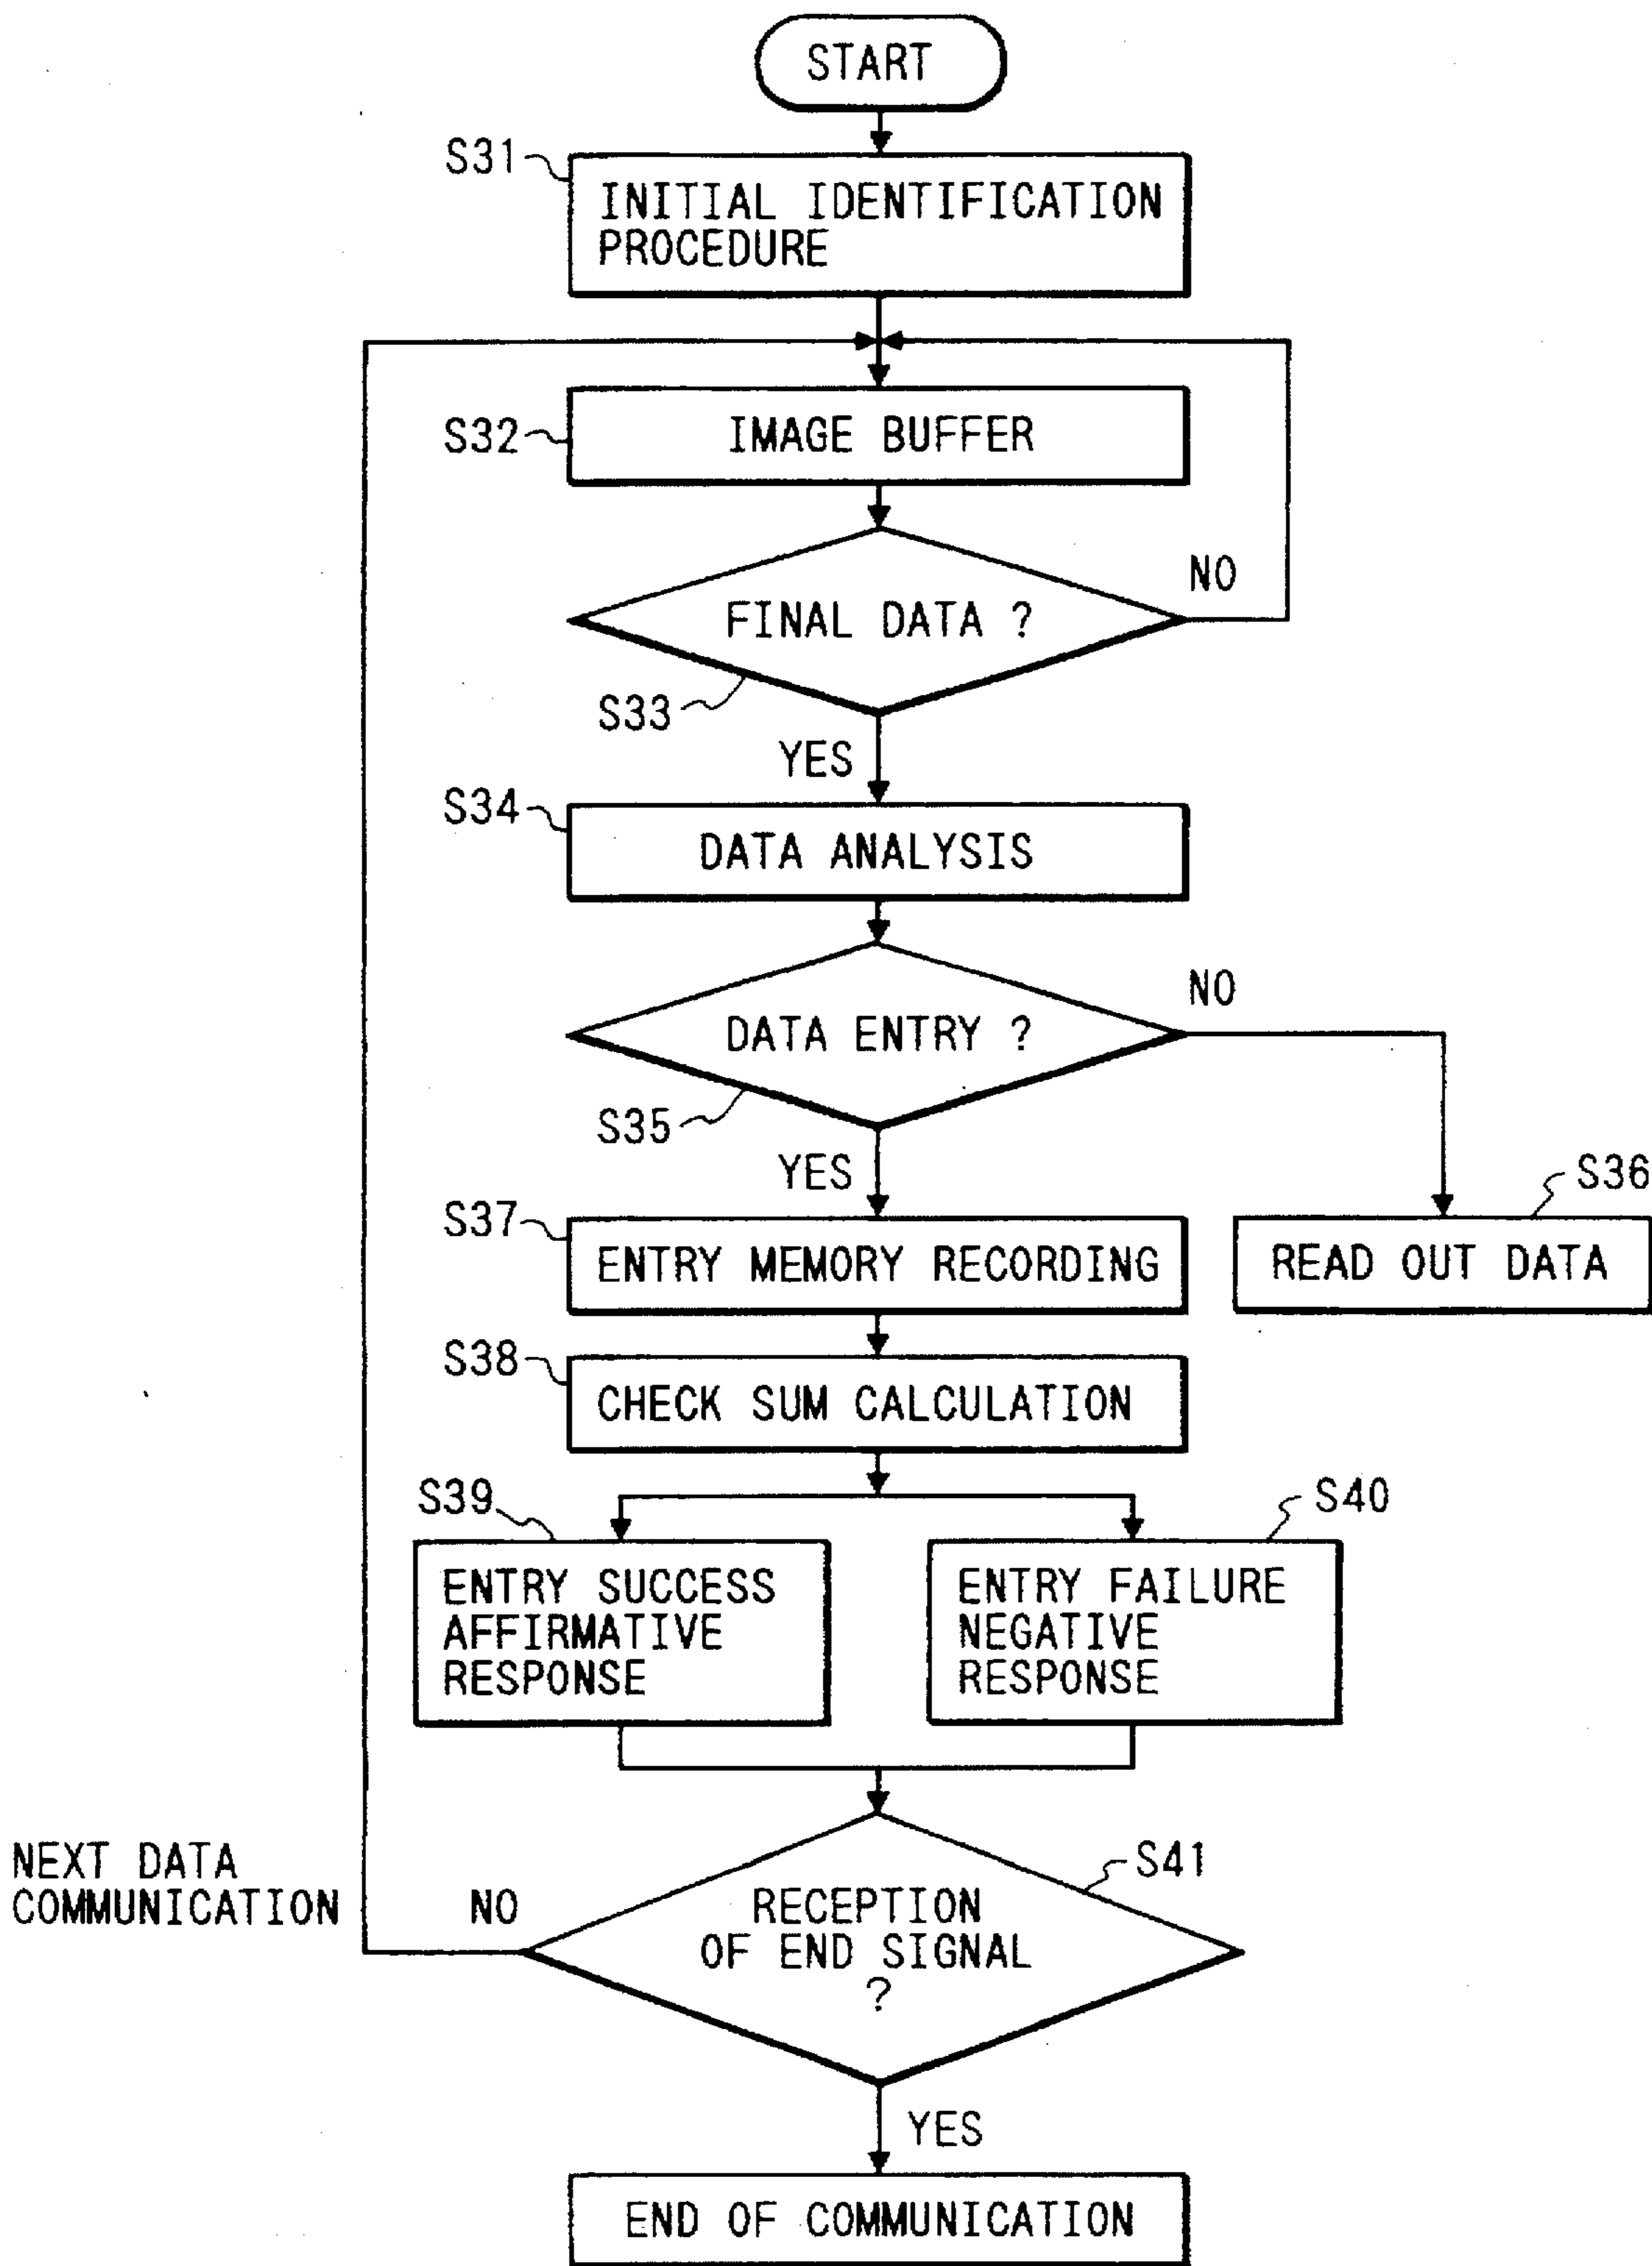 START
S31
INITIAL IDENTIFICATION
PROCEDURE
S32
IMAGE BUFFER
FINAL DATA ?
NO
S33
YES
S34
DATA ANALYSIS
DATA ENTRY ?
NO
S35
YES
S36
S37
ENTRY MEMORY RECORDING
READ OUT DATA
S38
CHECK SUM CALCULATION
S39
S40
ENTRY SUCCESS
AFFIRMATIVE
RESPONSE
ENTRY FAILURE
NEGATIVE
RESPONSE
S41
NEXT DATA
COMMUNICATION
NO
RECEPTION
OF END SIGNAL
?
YES
END OF COMMUNICATION